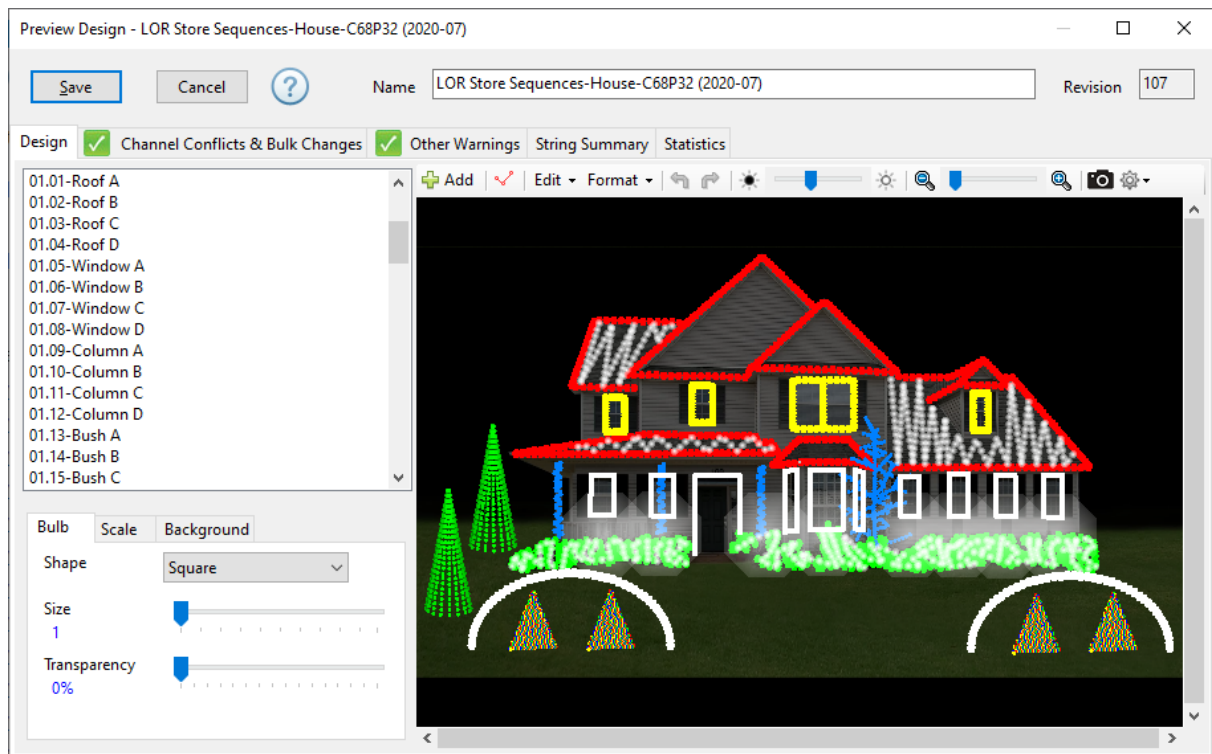 Preview Design - LOR Store Sequences-House-C68P32 (2020-07)
Save Cancel ? Name LOR Store Sequences-House-C68P32 (2020-07) Revision 107
Design Channel Conflicts & Bulk Changes Other Warnings String Summary Statistics
Add Edit Format
01.01-Roof A
01.02-Roof B
01.03-Roof C
01.04-Roof D
01.05-Window A
01.06-Window B
01.07-Window C
01.08-Window D
01.09-Column A
01.10-Column B
01.11-Column C
01.12-Column D
01.13-Bush A
01.14-Bush B
01.15-Bush C
Bulb Scale Background
Shape Square
Size
1
Transparency
0%